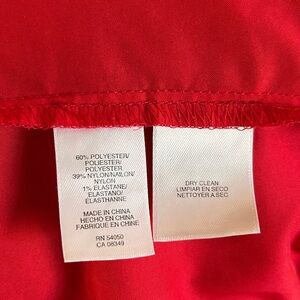 60% POLYESTER/
POLIESTER/
POLYESTER
39% NYLON/NAILON/
NYLON
1% ELASTANE/
ELASTANO/
ELASTHANNE
MADE IN CHINA
HECHO EN CHINA
FABRIQUE EN CHINE
RN 54050
CA 08349
DRY CLEAN
LIMPIAR EN SECO
NETTOYER A SEC